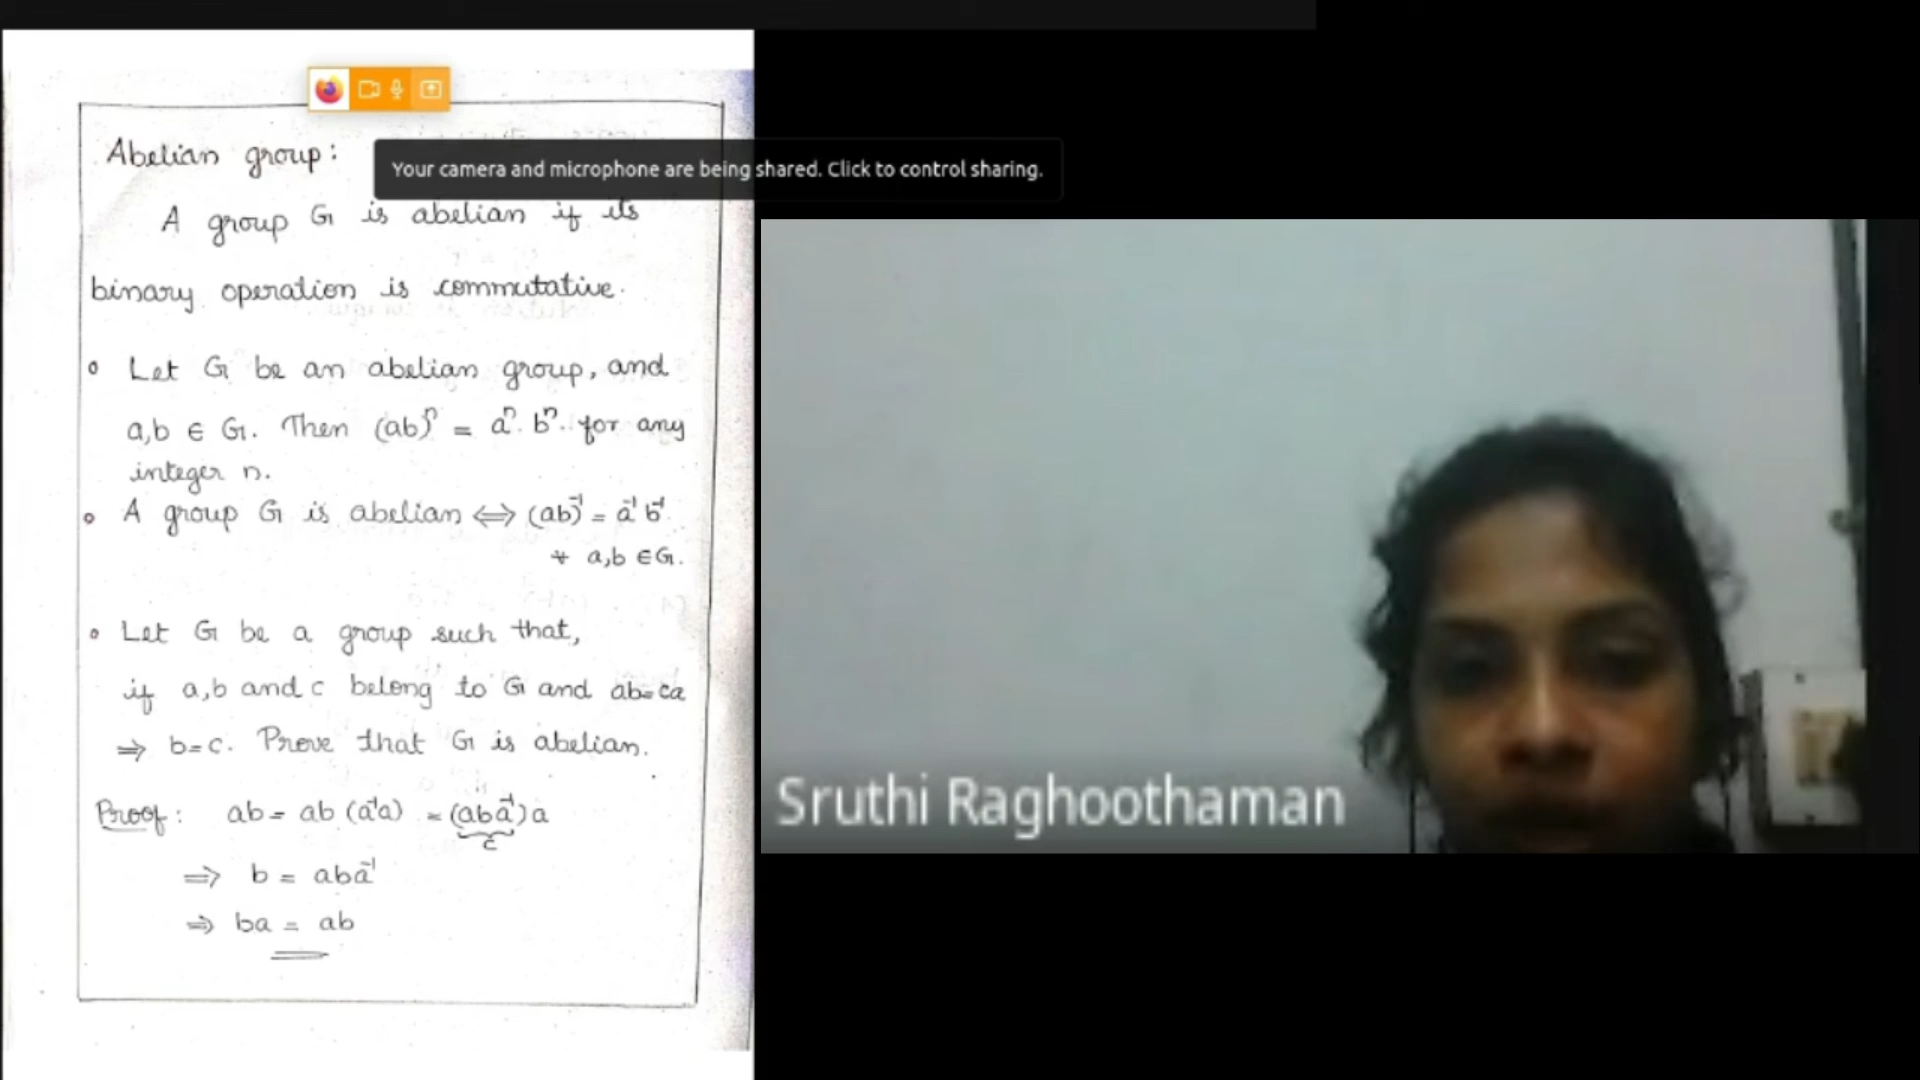 Abelian group:
Your camera and microphone are being shared. Click to control sharing.
A group G is abelian if its
binary operation is commutative.
Let G be an abelian group, and
a,b ∈ G. Then (ab)ⁿ = aⁿ. bⁿ. for any
integer n.
A group G is abelian ⟺ (ab)⁻¹ = a⁻¹ b⁻¹.
∀ a,b ∈ G.
Let G be a group such that,
if a,b and c belong to G and ab=ca
⇒ b=c. Prove that G is abelian.
Proof: ab = ab (a⁻¹a) = (aba⁻¹)a
c
⇒ b = aba⁻¹
⇒ ba = ab
Sruthi Raghoothaman